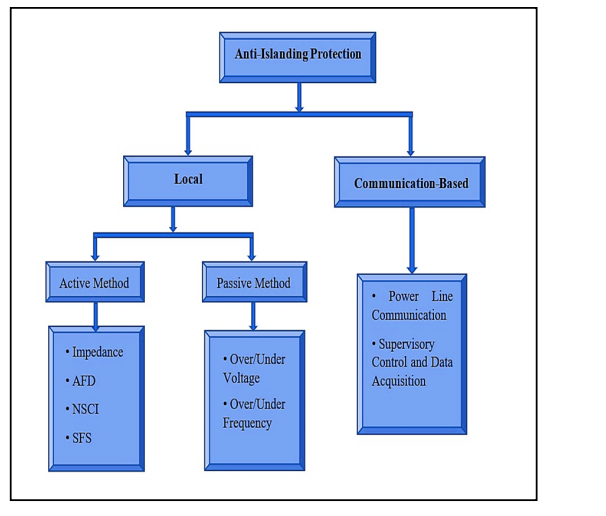 Anti-Islanding Protection
Local
Communication-Based
Active Method
Passive Method
• Impedance
• AFD
• NSCI
• SFS
• Over/Under
Voltage
• Over/Under
Frequency
• Power Line
Communication
• Supervisory
Control and Data
Acquisition